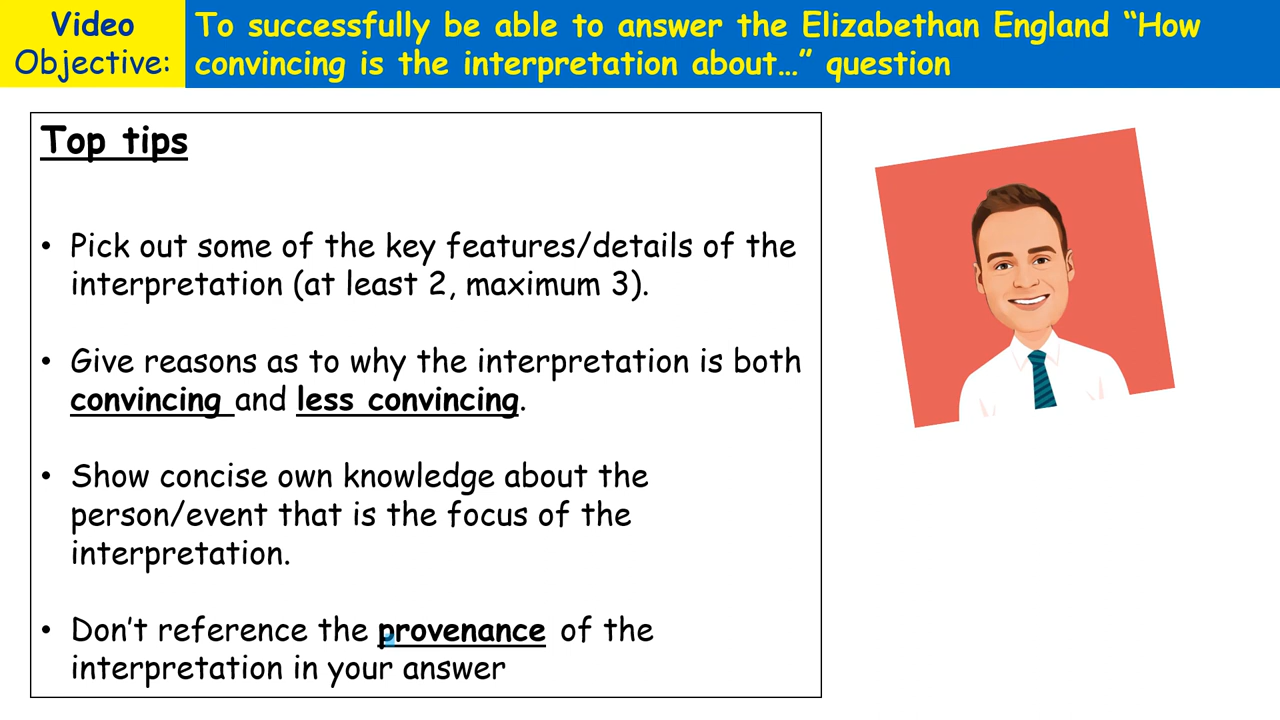 Video
Objective:
To successfully be able to answer the Elizabethan England “How
convincing is the interpretation about…” question
Top tips
• Pick out some of the key features/details of the
interpretation (at least 2, maximum 3).
• Give reasons as to why the interpretation is both
convincing and less convincing.
• Show concise own knowledge about the
person/event that is the focus of the
interpretation.
• Don’t reference the provenance of the
interpretation in your answer